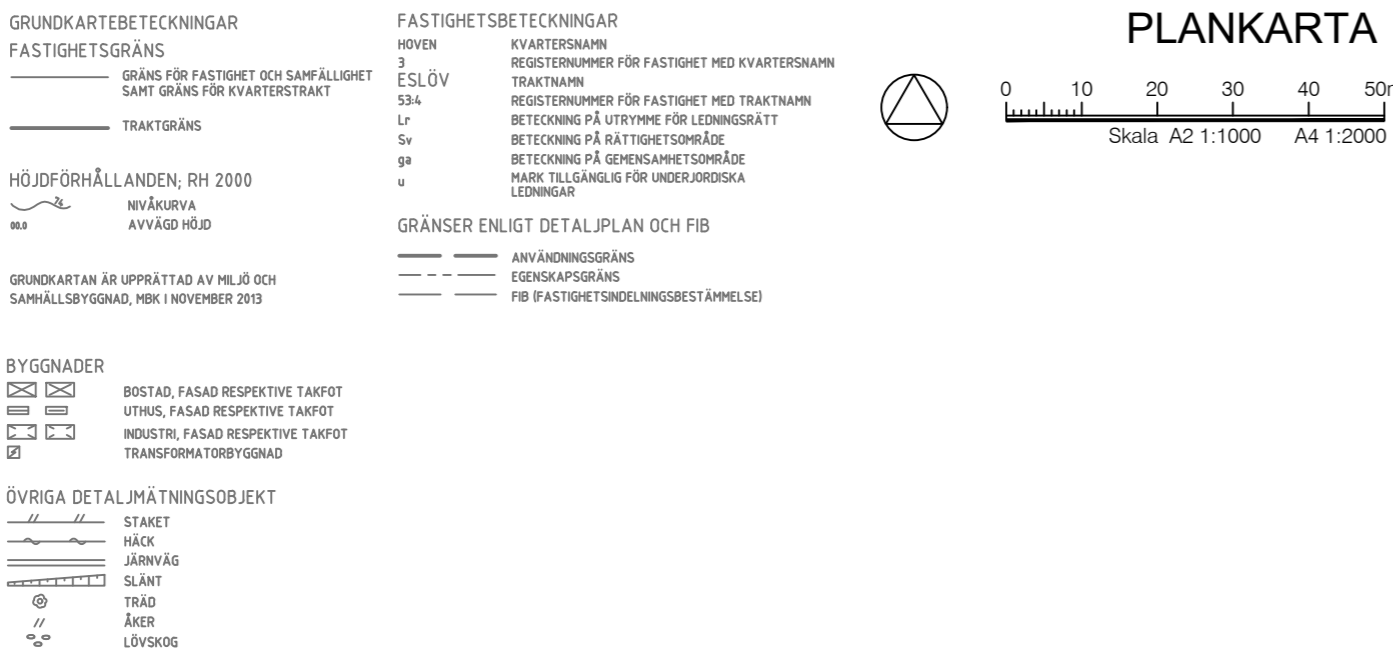 GRUNDKARTEBETECKNINGAR
FASTIGHETSGRÄNS
GRÄNS FÖR FASTIGHET OCH SAMFÄLLIGHET
SAMT GRÄNS FÖR KVARTERSTRAKT
TRAKTGRÄNS
HÖJDFÖRHÅLLANDEN; RH 2000
74 NIVÅKURVA
00.0 AVVÄGD HÖJD
GRUNDKARTAN ÄR UPPRÄTTAD AV MILJÖ OCH
SAMHÄLLSBYGGNAD, MBK I NOVEMBER 2013
BYGGNADER
BOSTAD, FASAD RESPEKTIVE TAKFOT
UTHUS, FASAD RESPEKTIVE TAKFOT
INDUSTRI, FASAD RESPEKTIVE TAKFOT
TRANSFORMATORBYGGNAD
ÖVRIGA DETALJMÄTNINGSOBJEKT
STAKET
HÄCK
JÄRNVÄG
SLÄNT
TRÄD
ÅKER
LÖVSKOG
FASTIGHETSBETECKNINGAR
HOVEN KVARTERSNAMN
3 REGISTERNUMMER FÖR FASTIGHET MED KVARTERSNAMN
ESLÖV TRAKTNAMN
53:4 REGISTERNUMMER FÖR FASTIGHET MED TRAKTNAMN
Lr BETECKNING PÅ UTRYMME FÖR LEDNINGSRÄTT
Sv BETECKNING PÅ RÄTTIGHETSOMRÅDE
ga BETECKNING PÅ GEMENSAMHETSOMRÅDE
u MARK TILLGÄNGLIG FÖR UNDERJORDISKA
LEDNINGAR
GRÄNSER ENLIGT DETALJPLAN OCH FIB
ANVÄNDNINGSGRÄNS
EGENSKAPSGRÄNS
FIB (FASTIGHETSINDELNINGSBESTÄMMELSE)
PLANKARTA
0 10 20 30 40 50m
Skala A2 1:1000 A4 1:2000